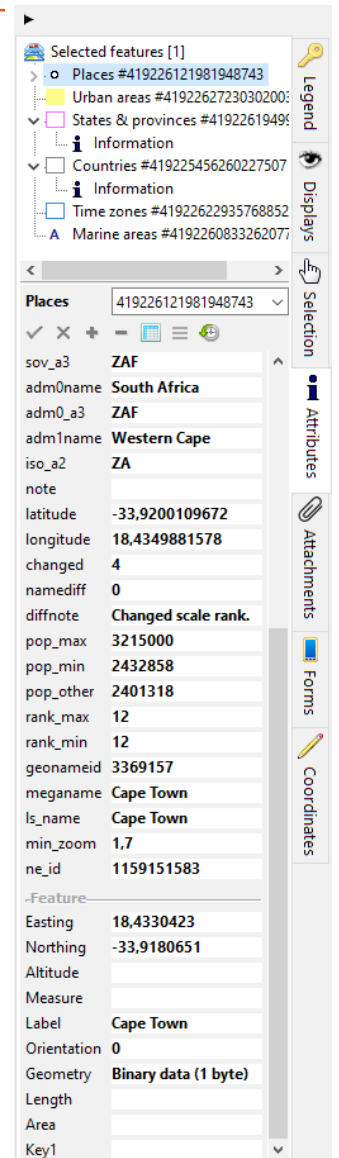 Selected features [1]
Places #419226121981948743
Urban areas #41922627230302003
States & provinces #4192261949
Information
Countries #419225456260227507
Information
Time zones #41922622935768852
A Marine areas #4192260833262077
Places 419226121981948743
sov_a3 ZAF
adm0name South Africa
adm0_a3 ZAF
adm1name Western Cape
iso_a2 ZA
note
latitude -33,9200109672
longitude 18,4349881578
changed 4
namediff 0
diffnote Changed scale rank.
pop_max 3215000
pop_min 2432858
pop_other 2401318
rank_max 12
rank_min 12
geonameid 3369157
meganame Cape Town
ls_name Cape Town
min_zoom 1,7
ne_id 1159151583
Feature
Easting 18,4330423
Northing -33,9180651
Altitude
Measure
Label Cape Town
Orientation 0
Geometry Binary data (1 byte)
Length
Area
Key1
Legend
Displays
Selection
Attributes
Attachments
Forms
Coordinates